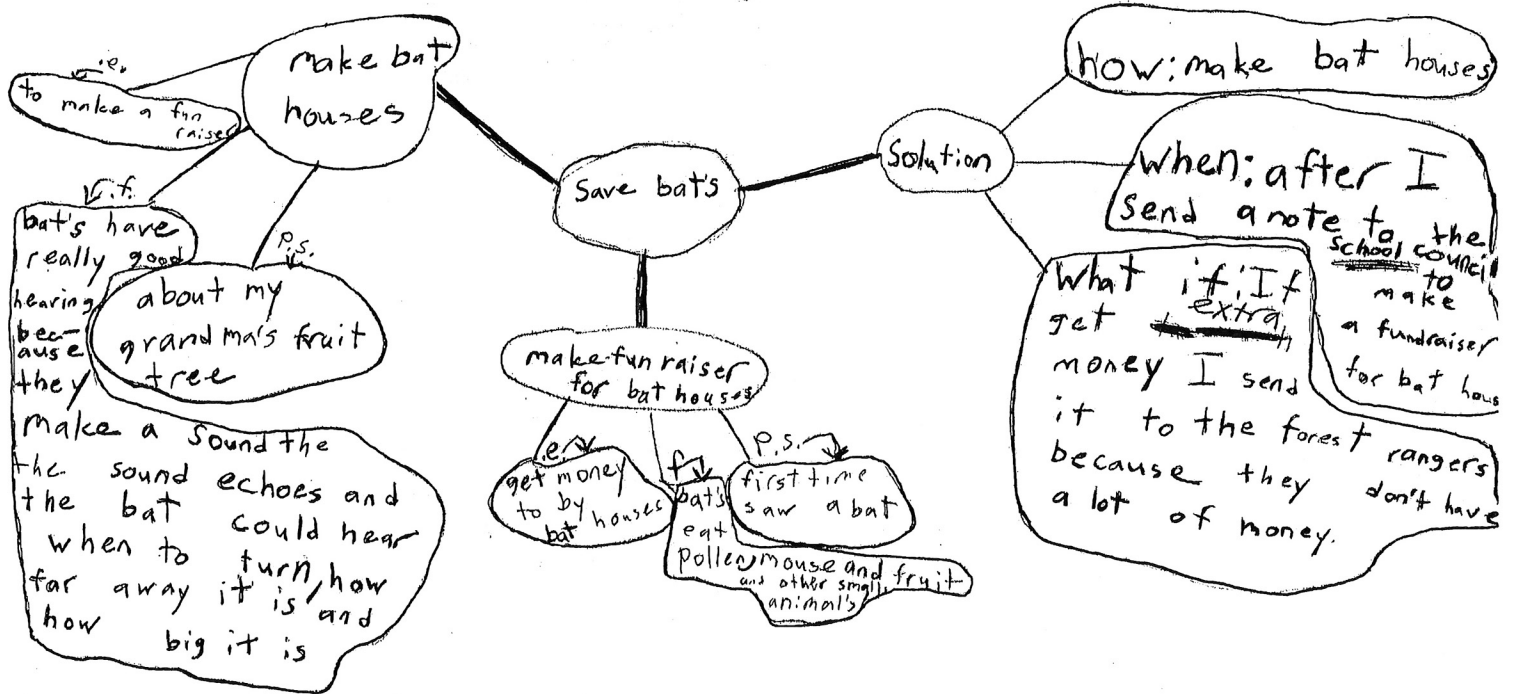 make bat
houses
i.e.
to make a fun
raiser
i.f.
bat's have
really good
hearing
bec-
ause
they
make a sound the
the sound echoes and
the bat could hear
when to turn, how
far away it is and
how big it is
p.s.
about my
grandma's fruit
tree
Save bat's
make fun raiser
for bat houses
i.e.
get money
to by
bat houses
f.
bat's
eat
pollen, mouse and fruit
and other small
animal's
p.s.
first time
saw a bat
Solution
how: make bat houses
when: after I
send a note to the
school council
to
make
a fundraiser
for bat hous
What if: If
get extra
money I send
it to the forest rangers
because they don't have
a lot of money.